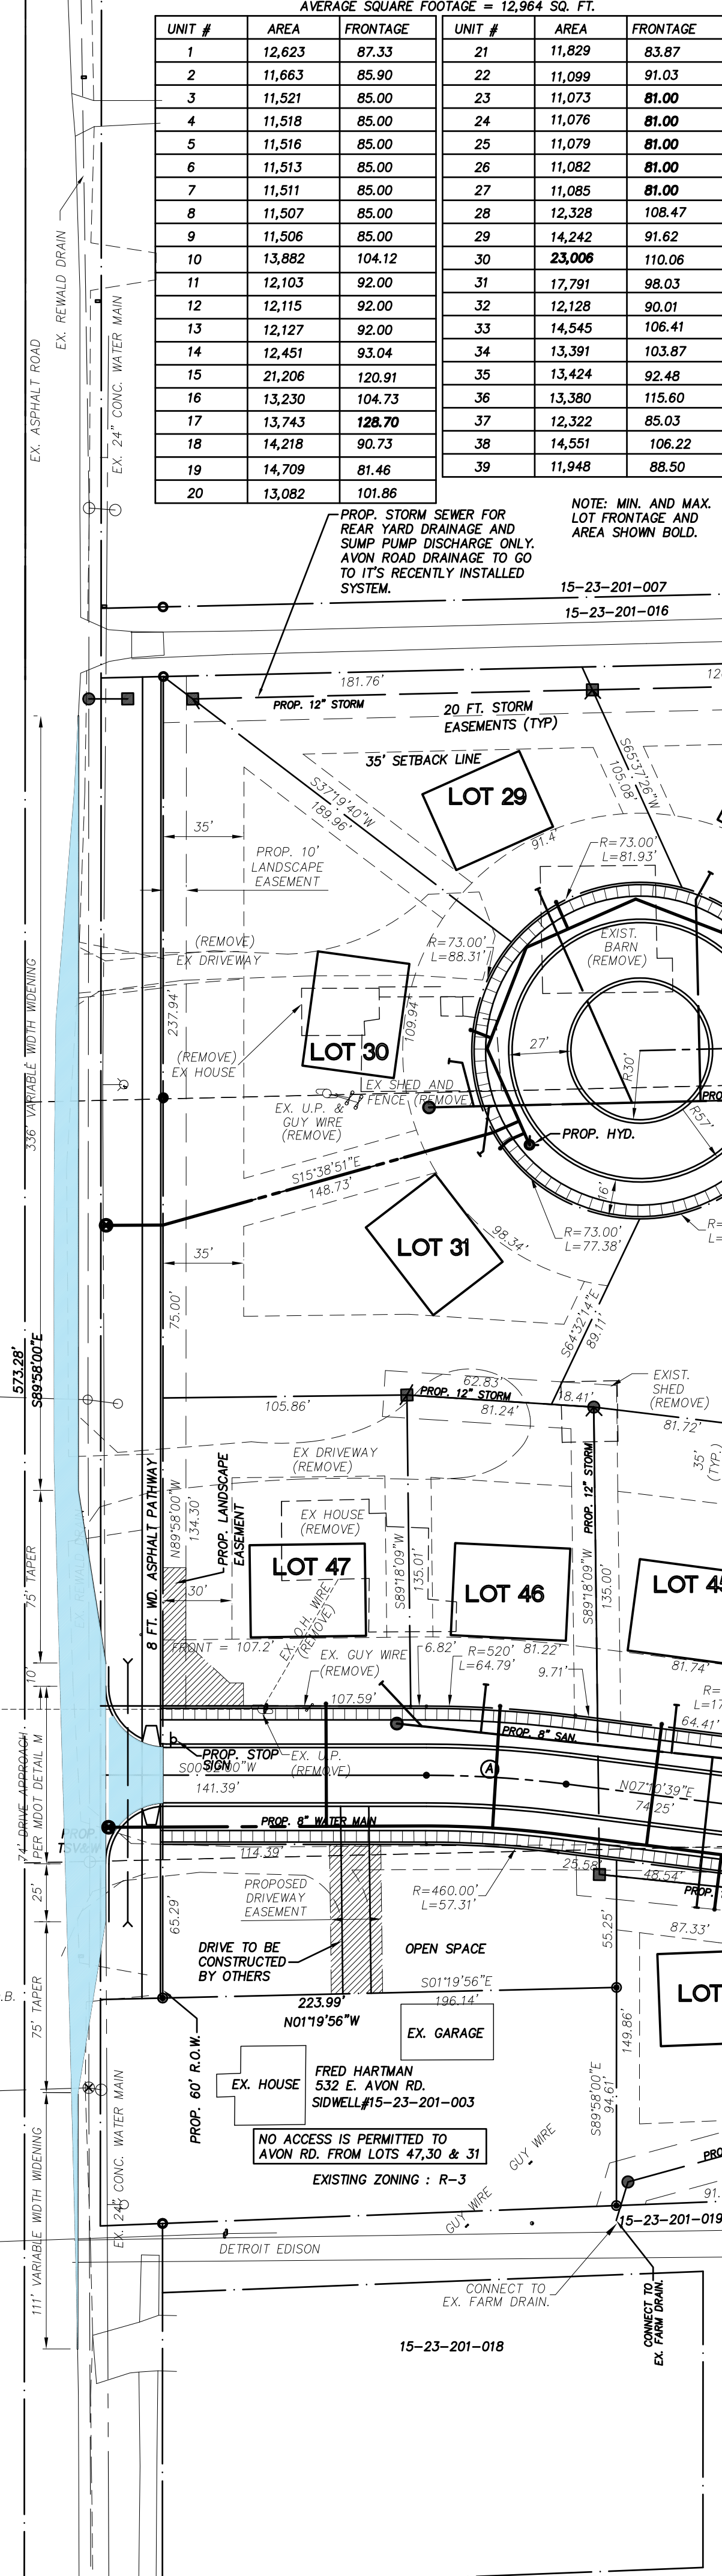 AVERAGE SQUARE FOOTAGE = 12,964 SQ. FT.
UNIT # AREA FRONTAGE UNIT # AREA FRONTAGE
1 12,623 87.33 21 11,829 83.87
2 11,663 85.90 22 11,099 91.03
3 11,521 85.00 23 11,073 81.00
4 11,518 85.00 24 11,076 81.00
5 11,516 85.00 25 11,079 81.00
6 11,513 85.00 26 11,082 81.00
7 11,511 85.00 27 11,085 81.00
8 11,507 85.00 28 12,328 108.47
9 11,506 85.00 29 14,242 91.62
10 13,882 104.12 30 23,006 110.06
11 12,103 92.00 31 17,791 98.03
12 12,115 92.00 32 12,128 90.01
13 12,127 92.00 33 14,545 106.41
14 12,451 93.04 34 13,391 103.87
15 21,206 120.91 35 13,424 92.48
16 13,230 104.73 36 13,380 115.60
17 13,743 128.70 37 12,322 85.03
18 14,218 90.73 38 14,551 106.22
19 14,709 81.46 39 11,948 88.50
20 13,082 101.86
EX. REWALD DRAIN
EX. ASPHALT ROAD
EX. 24" CONC. WATER MAIN
PROP. STORM SEWER FOR
REAR YARD DRAINAGE AND
SUMP PUMP DISCHARGE ONLY.
AVON ROAD DRAINAGE TO GO
TO IT'S RECENTLY INSTALLED
SYSTEM.
NOTE: MIN. AND MAX.
LOT FRONTAGE AND
AREA SHOWN BOLD.
15-23-201-007
15-23-201-016
181.76'
PROP. 12" STORM
20 FT. STORM
EASEMENTS (TYP)
35' SETBACK LINE
LOT 29
S37°19'40"W
189.96'
S65°37'26"W
105.08'
91.4'
R=73.00'
L=81.93'
35'
PROP. 10'
LANDSCAPE
EASEMENT
(REMOVE)
EX DRIVEWAY
R=73.00'
L=88.31'
EXIST.
BARN
(REMOVE)
237.94'
109.94'
LOT 30
(REMOVE)
EX HOUSE
27'
R30'
R57'
EX SHED AND
FENCE (REMOVE)
EX. U.P. &
GUY WIRE
(REMOVE)
PROP. HYD.
336' VARIABLE WIDTH WIDENING
S15°38'51"E
148.73'
16'
R=73.00'
L=77.38'
98.34'
LOT 31
35'
75.00'
S64°32'14"E
89.11'
573.28'
S89°58'00"E
EXIST.
SHED
(REMOVE)
62.83'
PROP. 12" STORM
18.41'
105.86'
81.24'
81.72'
EX DRIVEWAY
(REMOVE)
35'
(TYP.)
PROP. 12" STORM
8 FT. WD. ASPHALT PATHWAY
N89°58'00"W
134.30'
PROP. LANDSCAPE
EASEMENT
EX HOUSE
(REMOVE)
LOT 47
S89°18'09"W
135.01'
LOT 46
S89°18'09"W
135.00'
LOT 45
75' TAPER
30'
EX. O.H. WIRE
(REMOVE)
FRONT = 107.2'
EX. GUY WIRE
(REMOVE)
6.82'
R=520'
L=64.79'
81.22'
9.71'
81.74'
107.59'
64.41'
10'
PROP. 8" SAN.
PROP. STOP
SIGN
EX. U.P.
(REMOVE)
141.39'
A
N07°10'39"E
74.25'
74' DRIVE APPROACH
PER MDOT DETAIL M
PROP. 8" WATER MAIN
114.39'
25.58'
48.54'
25'
65.29'
PROPOSED
DRIVEWAY
EASEMENT
R=460.00'
L=57.31'
55.25'
87.33'
DRIVE TO BE
CONSTRUCTED
BY OTHERS
OPEN SPACE
S01°19'56"E
196.14'
223.99'
N01°19'56"W
EX. GARAGE
75' TAPER
PROP. 60' R.O.W.
EX. HOUSE
FRED HARTMAN
532 E. AVON RD.
SIDWELL#15-23-201-003
149.86'
S89°58'00"E
94.61'
EX. 24" CONC. WATER MAIN
NO ACCESS IS PERMITTED TO
AVON RD. FROM LOTS 47,30 & 31
GUY WIRE
EXISTING ZONING : R-3
GUY WIRE
15-23-201-019
111' VARIABLE WIDTH WIDENING
DETROIT EDISON
CONNECT TO
EX. FARM DRAIN.
CONNECT TO
EX. FARM DRAIN.
15-23-201-018